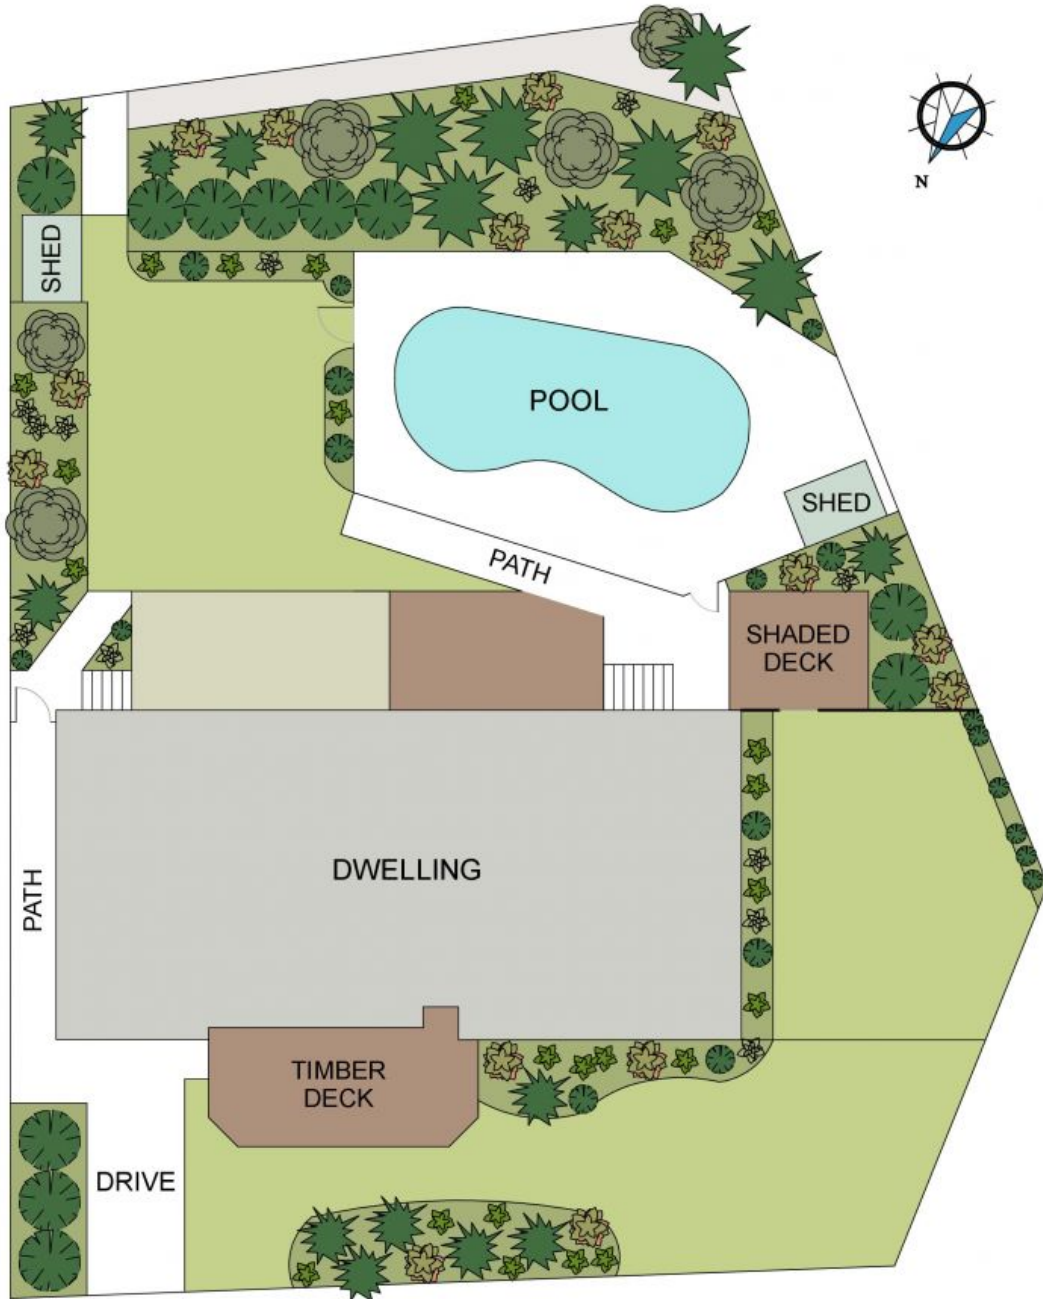 N
SHED
POOL
SHED
PATH
SHADED
DECK
DWELLING
PATH
TIMBER
DECK
DRIVE